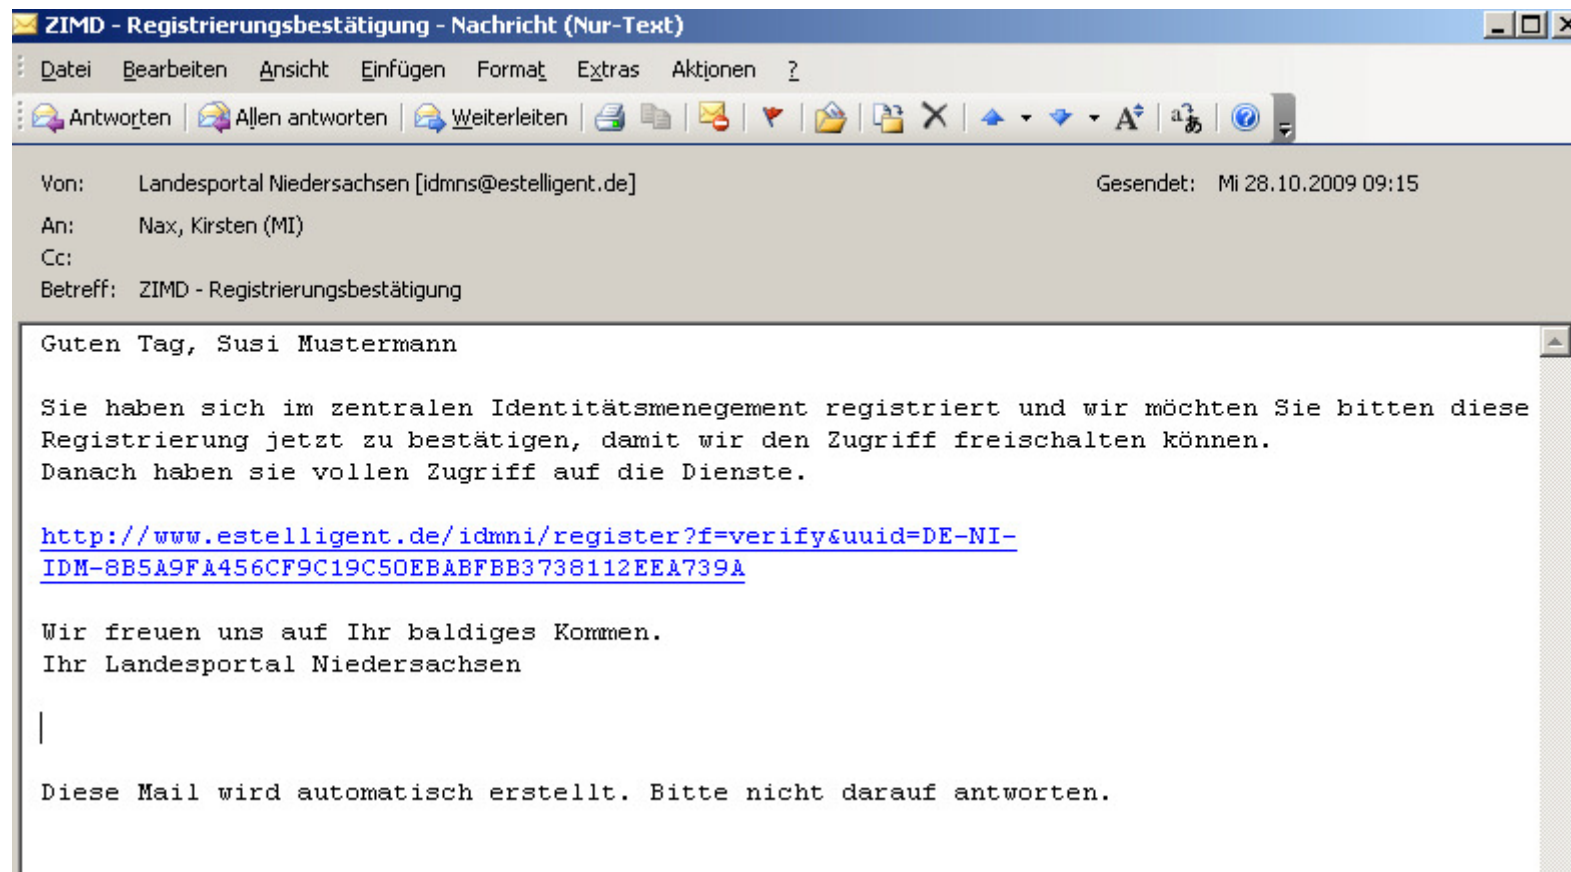 ZIMD - Registrierungsbestätigung - Nachricht (Nur-Text)
Datei Bearbeiten Ansicht Einfügen Format Extras Aktionen ?
Antworten Allen antworten Weiterleiten
Von: Landesportal Niedersachsen [idmns@estelligent.de] Gesendet: Mi 28.10.2009 09:15
An: Nax, Kirsten (MI)
Cc:
Betreff: ZIMD - Registrierungsbestätigung
Guten Tag, Susi Mustermann
Sie haben sich im zentralen Identitätsmenegement registriert und wir möchten Sie bitten diese
Registrierung jetzt zu bestätigen, damit wir den Zugriff freischalten können.
Danach haben sie vollen Zugriff auf die Dienste.
http://www.estelligent.de/idmni/register?f=verify&uuid=DE-NI-
IDM-8B5A9FA456CF9C19C50EBABFBB3738112EEA739A
Wir freuen uns auf Ihr baldiges Kommen.
Ihr Landesportal Niedersachsen
Diese Mail wird automatisch erstellt. Bitte nicht darauf antworten.